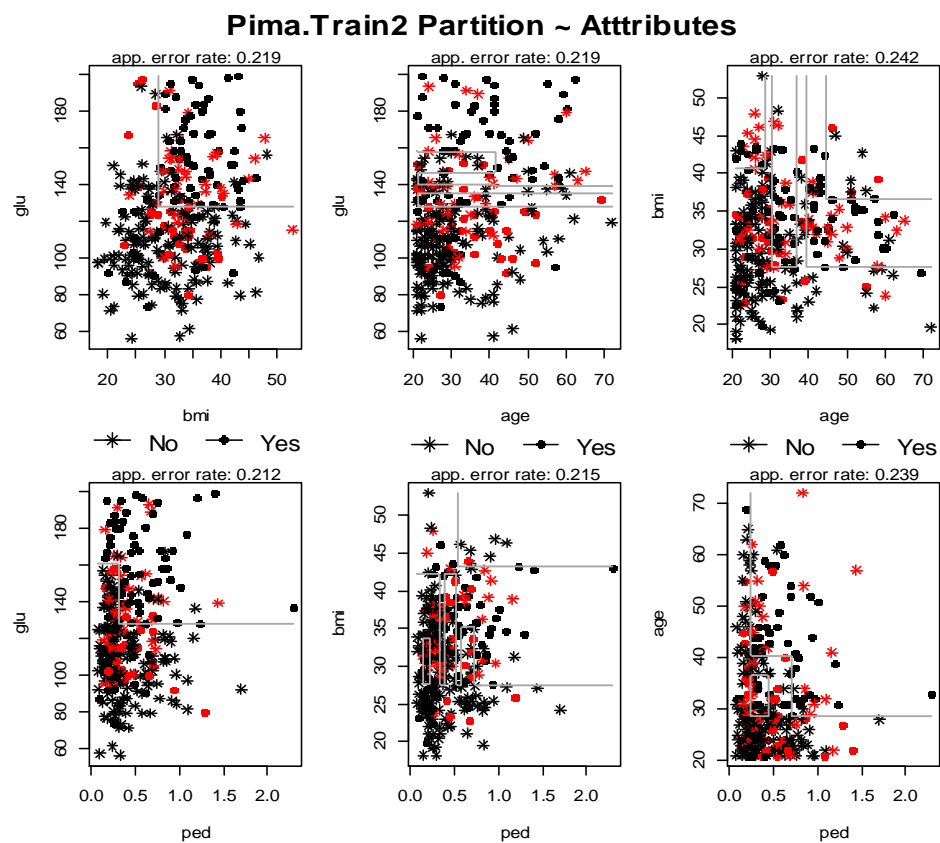 Pima.Train2 Partition ~ Atttributes
app. error rate: 0.219
app. error rate: 0.219
app. error rate: 0.242
glu
60 80 100 140 180
20 30 40 50
bmi
glu
60 80 100 140 180
20 30 40 50 60 70
age
bmi
20 25 30 35 40 45 50
20 30 40 50 60 70
age
No Yes
No Yes
app. error rate: 0.212
app. error rate: 0.215
app. error rate: 0.239
glu
60 80 100 140 180
0.0 0.5 1.0 1.5 2.0
ped
bmi
20 25 30 35 40 45 50
0.0 0.5 1.0 1.5 2.0
ped
age
20 30 40 50 60 70
0.0 0.5 1.0 1.5 2.0
ped